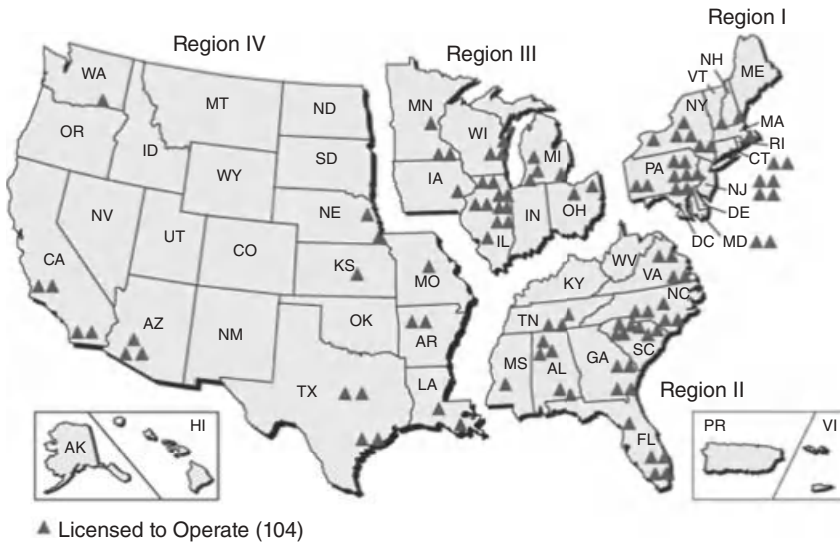 Region I
Region IV
Region III
NH
VT
ME
WA
MT
ND
MN
NY
MA
OR
ID
WI
RI
SD
MI
PA
CT
WY
IA
NJ
NE
OH
NV
IN
DE
UT
CO
IL
DC
MD
CA
KS
WV
VA
MO
KY
NC
AZ
NM
OK
TN
AR
SC
MS
AL
GA
TX
LA
Region II
HI
PR
VI
AK
FL
Licensed to Operate (104)